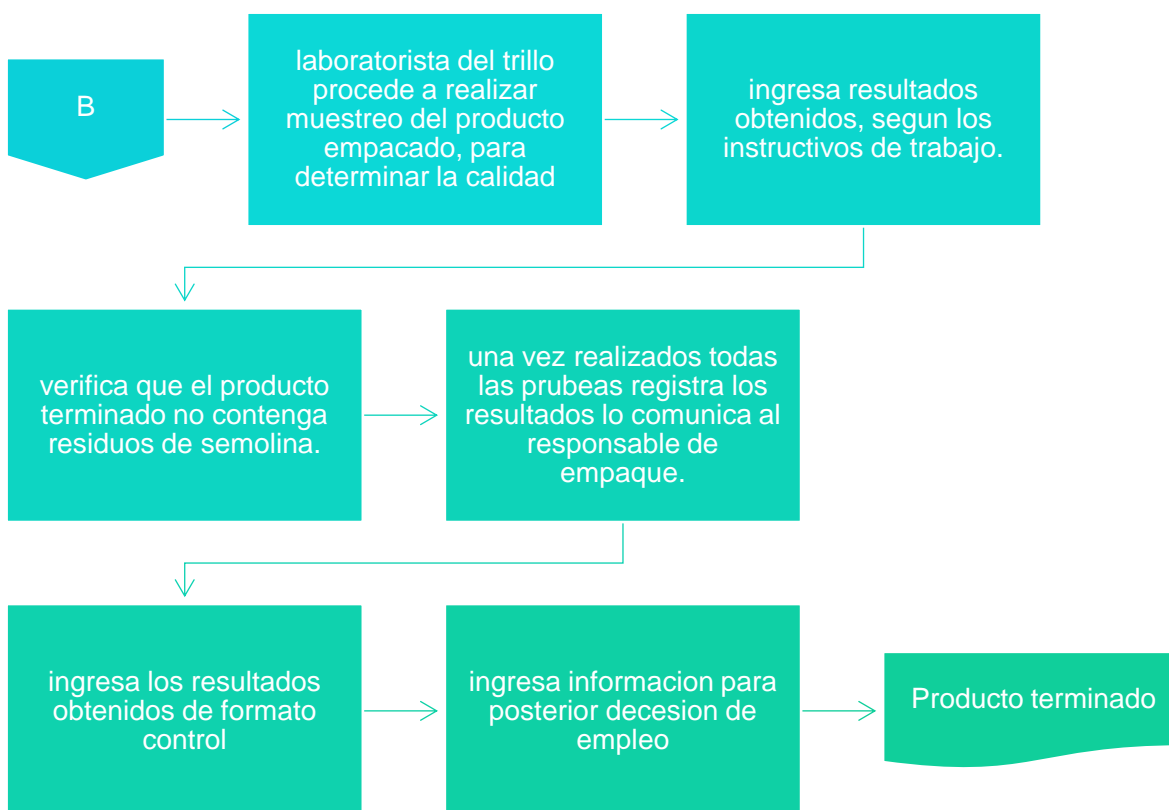 B
laboratorista del trillo
procede a realizar
muestreo del producto
empacado, para
determinar la calidad
ingresa resultados
obtenidos, segun los
instructivos de trabajo.
verifica que el producto
terminado no contenga
residuos de semolina.
una vez realizados todas
las prubeas registra los
resultados lo comunica al
responsable de
empaque.
ingresa los resultados
obtenidos de formato
control
ingresa informacion para
posterior decesion de
empleo
Producto terminado